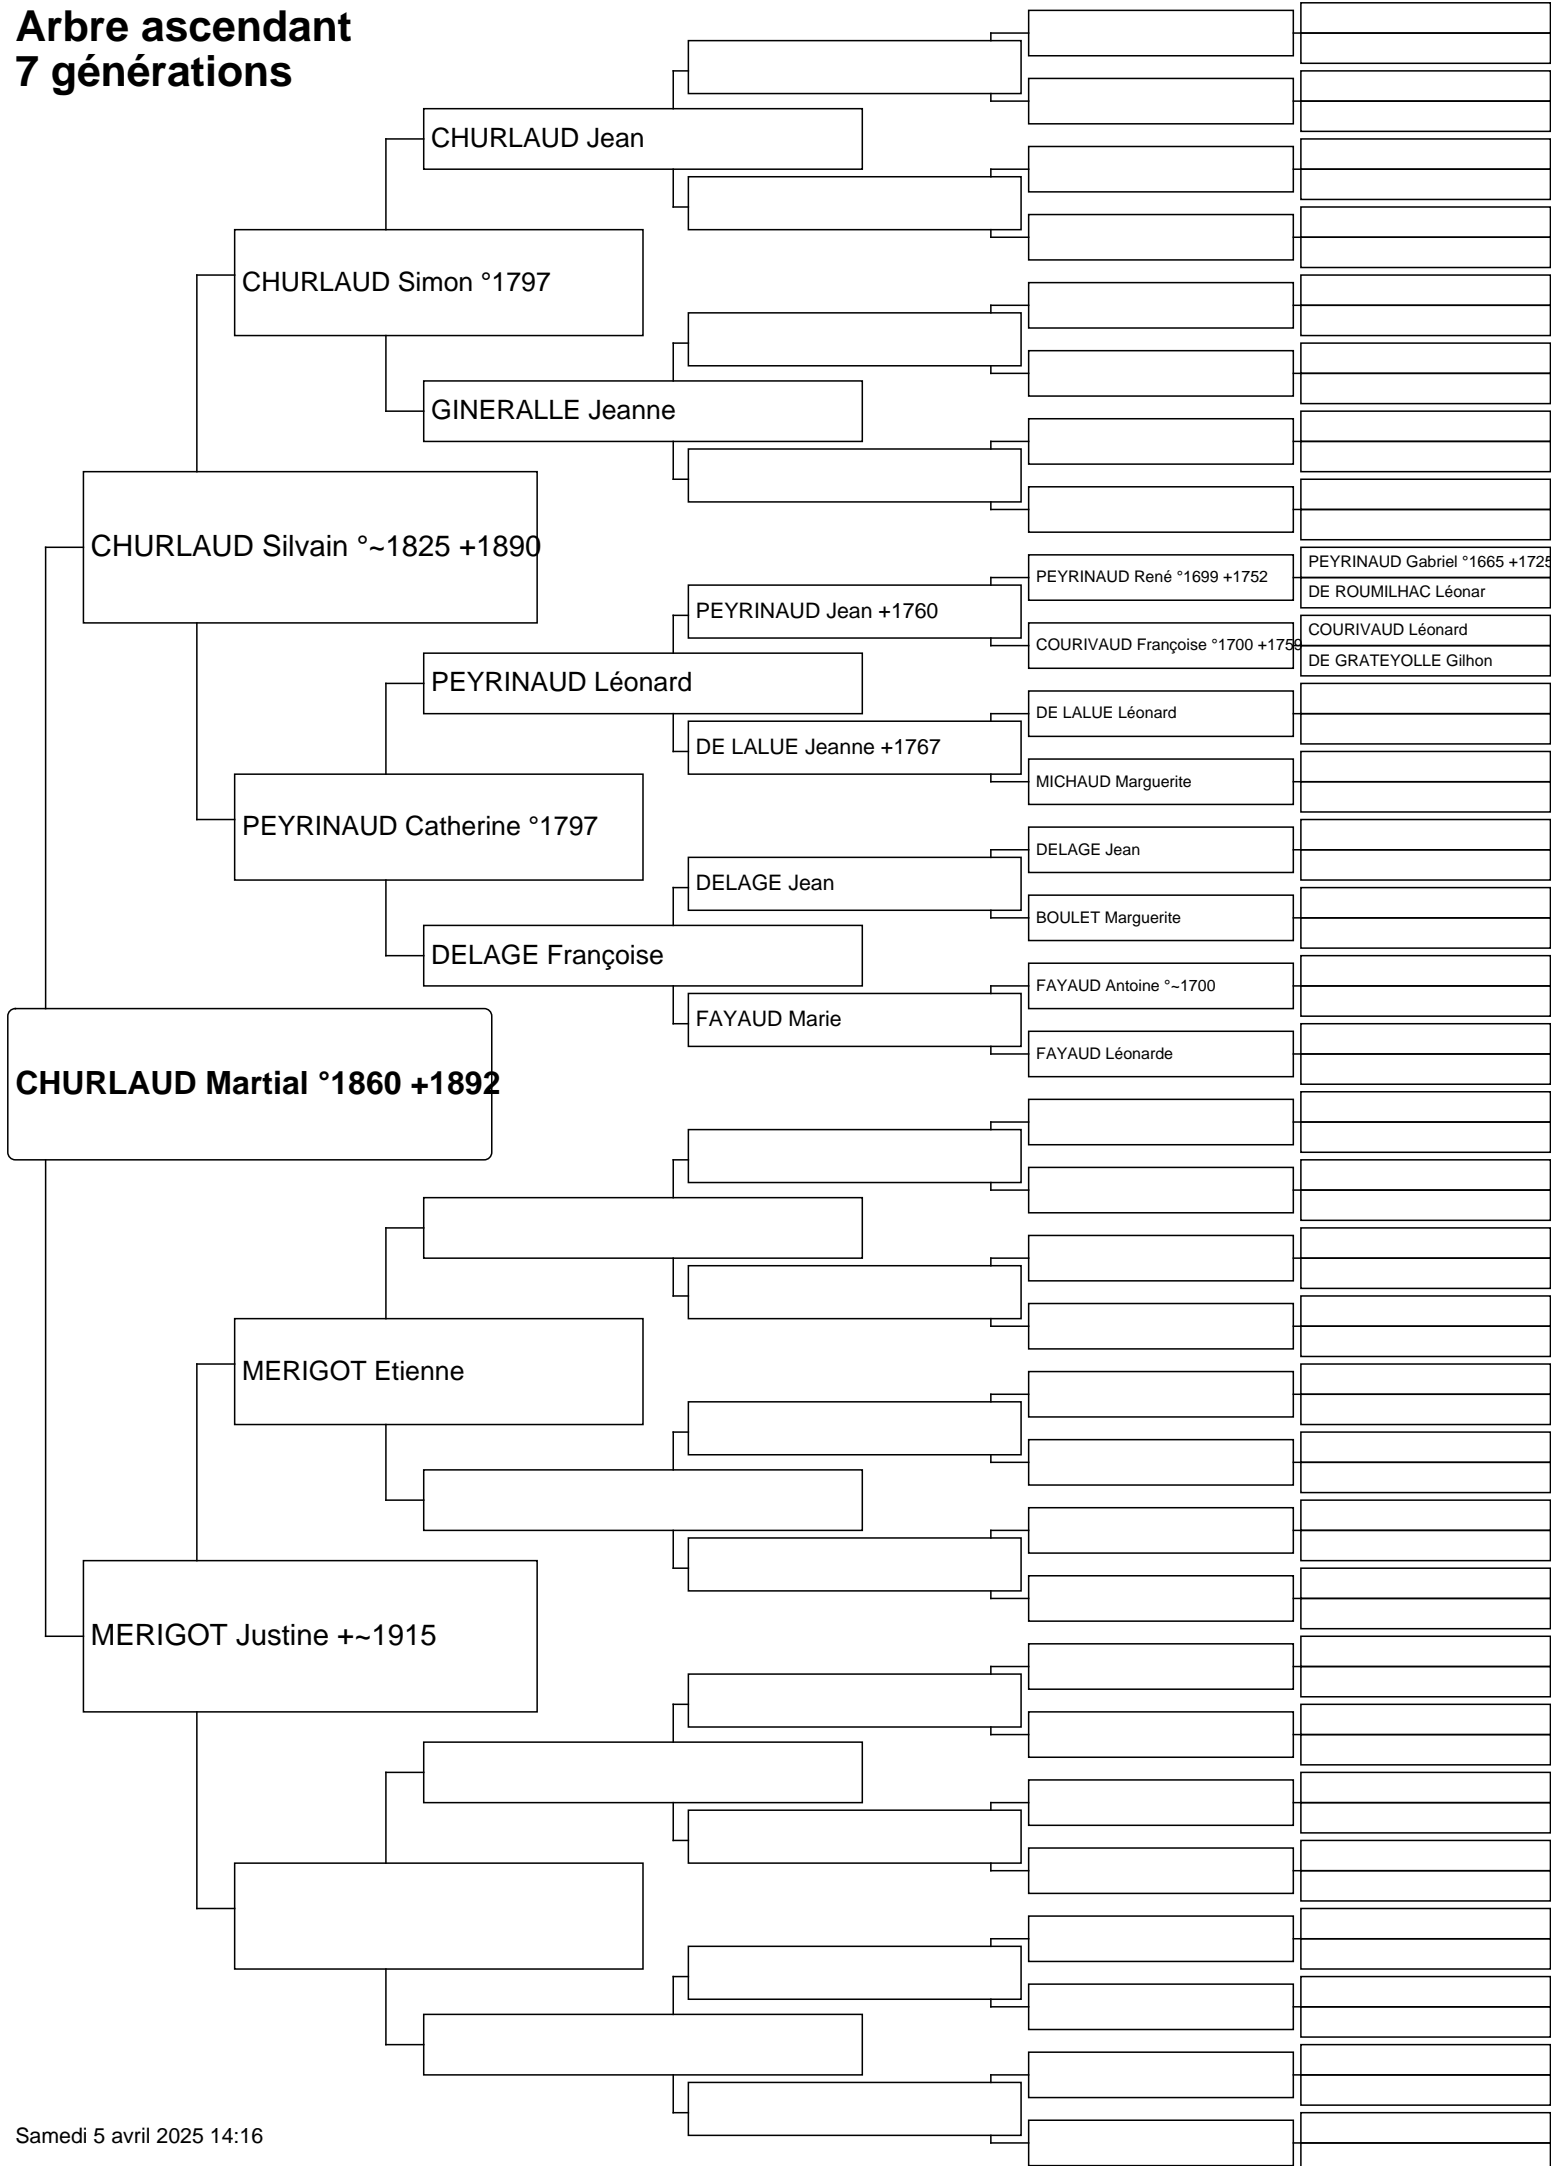 Arbre ascendant
7 générations
CHURLAUD Jean
CHURLAUD Simon °1797
GINERALLE Jeanne
CHURLAUD Silvain °~1825 +1890
PEYRINAUD René °1699 +1752
PEYRINAUD Gabriel °1665 +1725
DE ROUMILHAC Léonar
PEYRINAUD Jean +1760
COURIVAUD Françoise °1700 +1759
COURIVAUD Léonard
DE GRATEYOLLE Gilhon
PEYRINAUD Léonard
DE LALUE Léonard
DE LALUE Jeanne +1767
MICHAUD Marguerite
PEYRINAUD Catherine °1797
DELAGE Jean
DELAGE Jean
BOULET Marguerite
DELAGE Françoise
FAYAUD Antoine °~1700
FAYAUD Marie
FAYAUD Léonarde
CHURLAUD Martial °1860 +1892
MERIGOT Etienne
MERIGOT Justine +~1915
Samedi 5 avril 2025 14:16